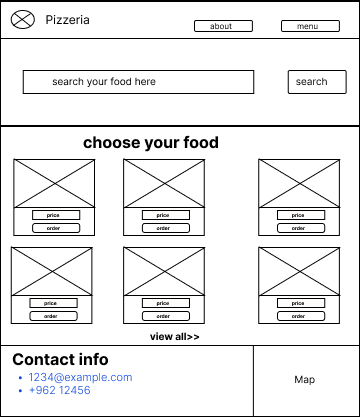 Pizzeria
about
menu
search your food here
search
choose your food
price
price
price
order
order
order
price
price
price
order
order
order
view all>>
Contact info
• 1234@example.com
• +962 12456
Map